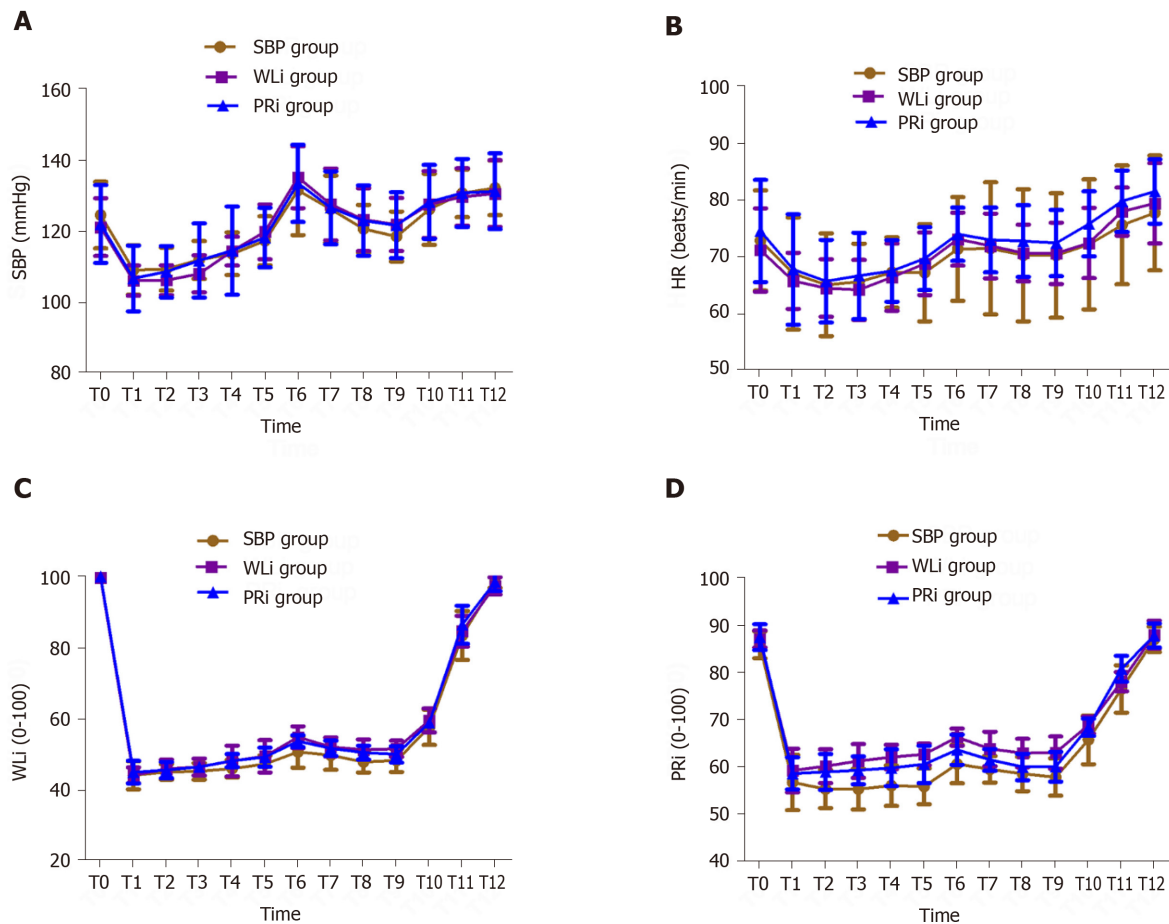 A
SBP group
WLi group
PRi group
SBP (mmHg)
160
140
120
100
80
T0 T1 T2 T3 T4 T5 T6 T7 T8 T9 T10 T11 T12
Time
B
SBP group
WLi group
PRi group
HR (beats/min)
100
90
80
70
60
50
T0 T1 T2 T3 T4 T5 T6 T7 T8 T9 T10 T11 T12
Time
C
SBP group
WLi group
PRi group
WLi (0-100)
100
80
60
40
20
T0 T1 T2 T3 T4 T5 T6 T7 T8 T9 T10 T11 T12
Time
D
SBP group
WLi group
PRi group
PRi (0-100)
100
90
80
70
60
50
40
T0 T1 T2 T3 T4 T5 T6 T7 T8 T9 T10 T11 T12
Time